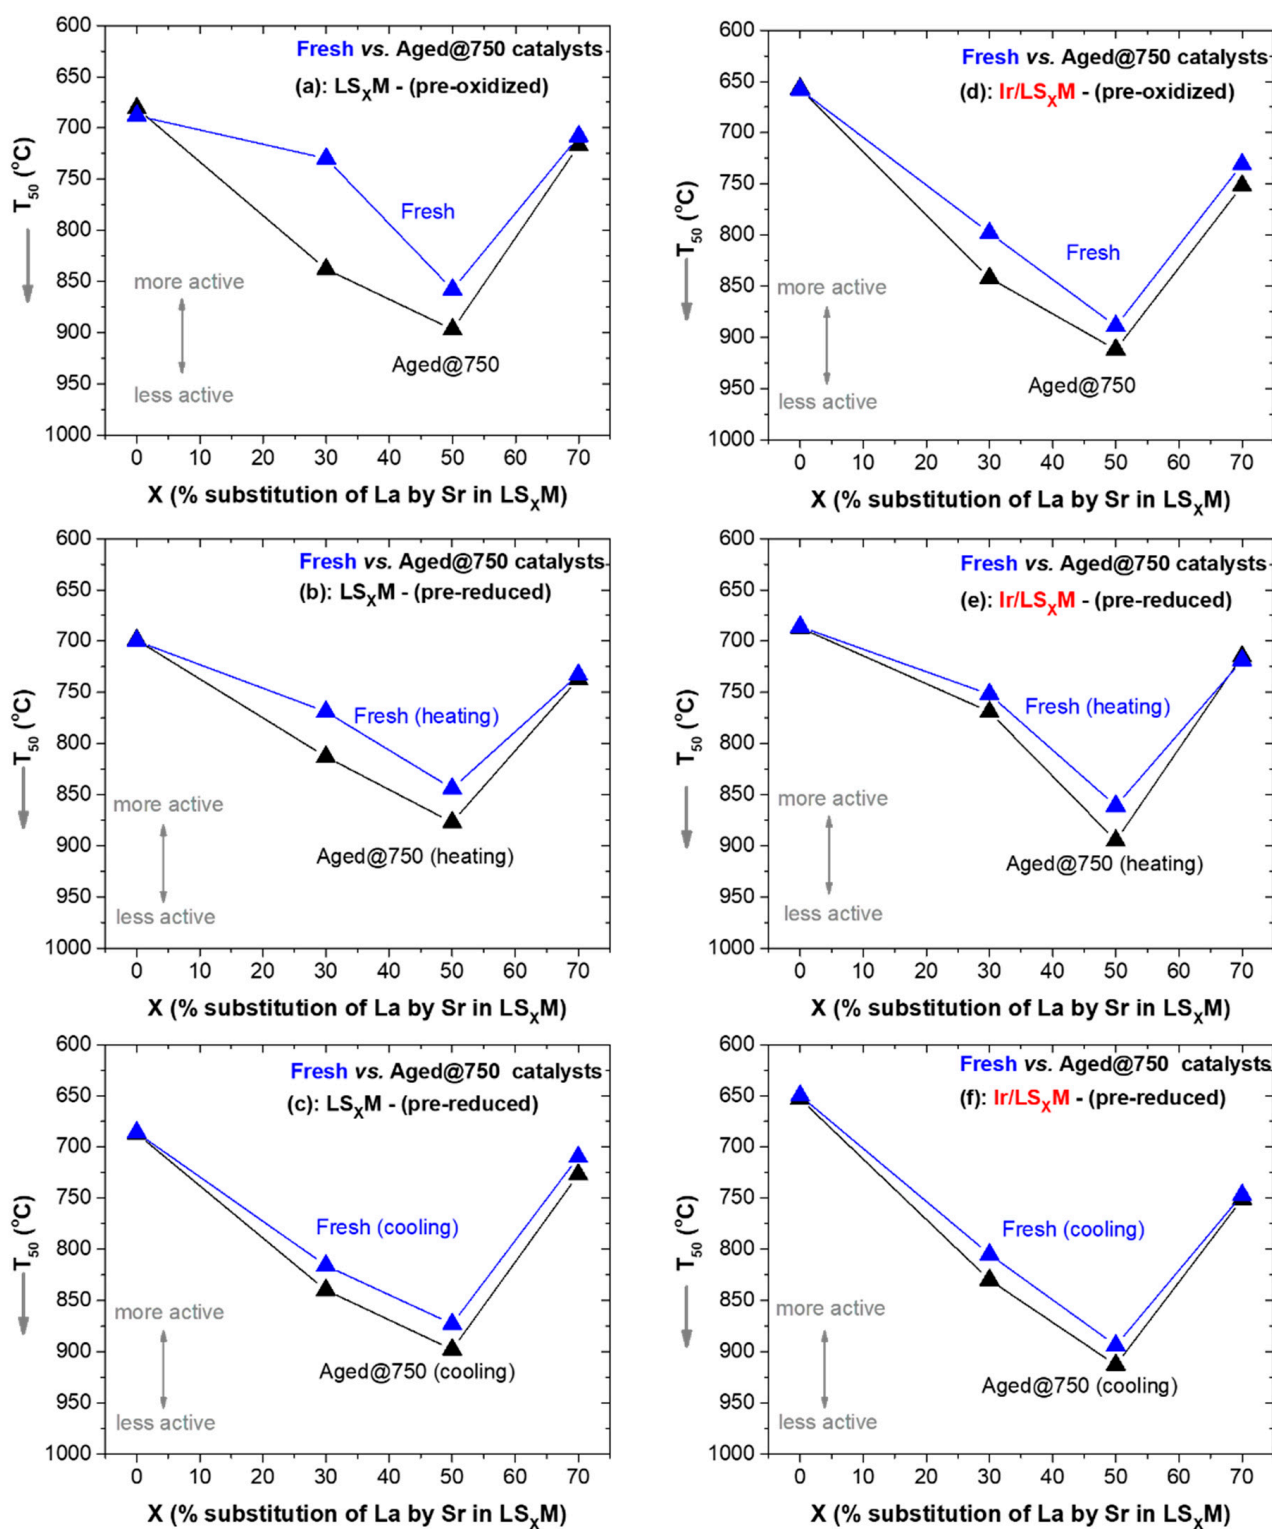 600
650
700
750
800
850
900
950
1000
T50 (°C)
Fresh vs. Aged@750 catalysts
(a): LSXM - (pre-oxidized)
Fresh
more active
less active
Aged@750
0 10 20 30 40 50 60 70
X (% substitution of La by Sr in LSXM)
600
650
700
750
800
850
900
950
1000
T50 (°C)
Fresh vs. Aged@750 catalysts
(d): Ir/LSXM - (pre-oxidized)
Fresh
more active
less active
Aged@750
0 10 20 30 40 50 60 70
X (% substitution of La by Sr in LSXM)
600
650
700
750
800
850
900
950
1000
T50 (°C)
Fresh vs. Aged@750 catalysts
(b): LSXM - (pre-reduced)
Fresh (heating)
more active
Aged@750 (heating)
less active
0 10 20 30 40 50 60 70
X (% substitution of La by Sr in LSXM)
600
650
700
750
800
850
900
950
1000
T50 (°C)
Fresh vs. Aged@750 catalysts
(e): Ir/LSXM - (pre-reduced)
Fresh (heating)
more active
Aged@750 (heating)
less active
0 10 20 30 40 50 60 70
X (% substitution of La by Sr in LSXM)
600
650
700
750
800
850
900
950
1000
T50 (°C)
Fresh vs. Aged@750 catalysts
(c): LSXM - (pre-reduced)
Fresh (cooling)
more active
Aged@750 (cooling)
less active
0 10 20 30 40 50 60 70
X (% substitution of La by Sr in LSXM)
600
650
700
750
800
850
900
950
1000
T50 (°C)
Fresh vs. Aged@750 catalysts
(f): Ir/LSXM - (pre-reduced)
Fresh (cooling)
more active
Aged@750 (cooling)
less active
0 10 20 30 40 50 60 70
X (% substitution of La by Sr in LSXM)